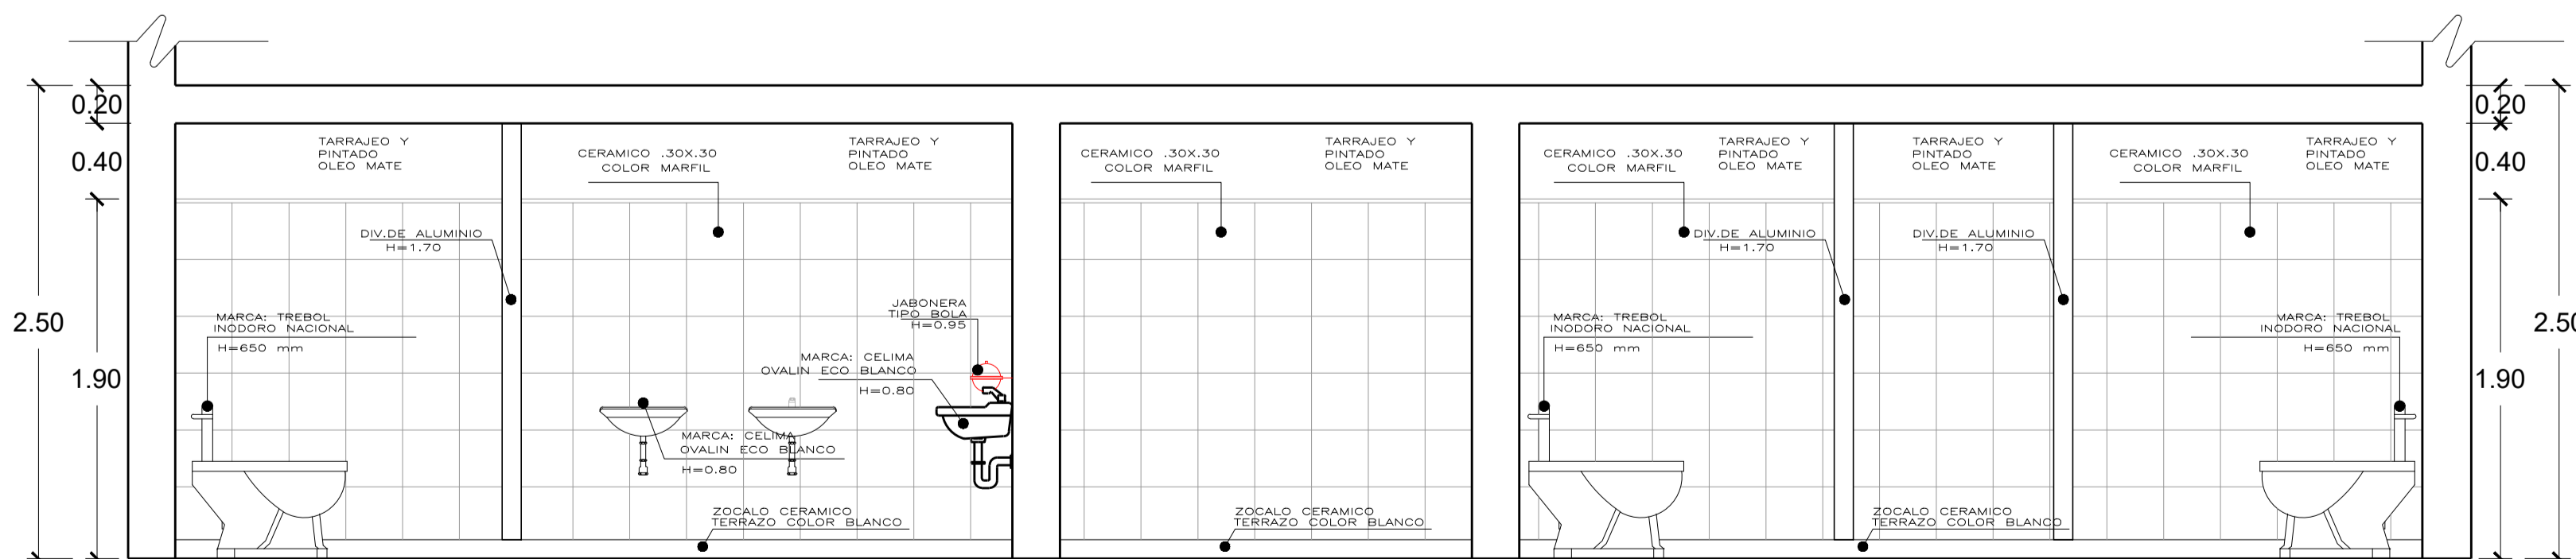 0.20
0.40
2.50
1.90
TARRAJEO Y
PINTADO
OLEO MATE
CERAMICO .30X.30
COLOR MARFIL
TARRAJEO Y
PINTADO
OLEO MATE
CERAMICO .30X.30
COLOR MARFIL
TARRAJEO Y
PINTADO
OLEO MATE
CERAMICO .30X.30
COLOR MARFIL
TARRAJEO Y
PINTADO
OLEO MATE
TARRAJEO Y
PINTADO
OLEO MATE
CERAMICO .30X.30
COLOR MARFIL
TARRAJEO Y
PINTADO
OLEO MATE
0.20
0.40
2.50
1.90
DIV.DE ALUMINIO
H=1.70
DIV.DE ALUMINIO
H=1.70
DIV.DE ALUMINIO
H=1.70
MARCA: TREBOL
INODORO NACIONAL
H=650 mm
JABONERA
TIPO BOLA
H=0.95
MARCA: CELIMA
OVALIN ECO BLANCO
H=0.80
MARCA: CELIMA
OVALIN ECO BLANCO
H=0.80
MARCA: TREBOL
INODORO NACIONAL
H=650 mm
MARCA: TREBOL
INODORO NACIONAL
H=650 mm
ZOCALO CERAMICO
TERRAZO COLOR BLANCO
ZOCALO CERAMICO
TERRAZO COLOR BLANCO
ZOCALO CERAMICO
TERRAZO COLOR BLANCO